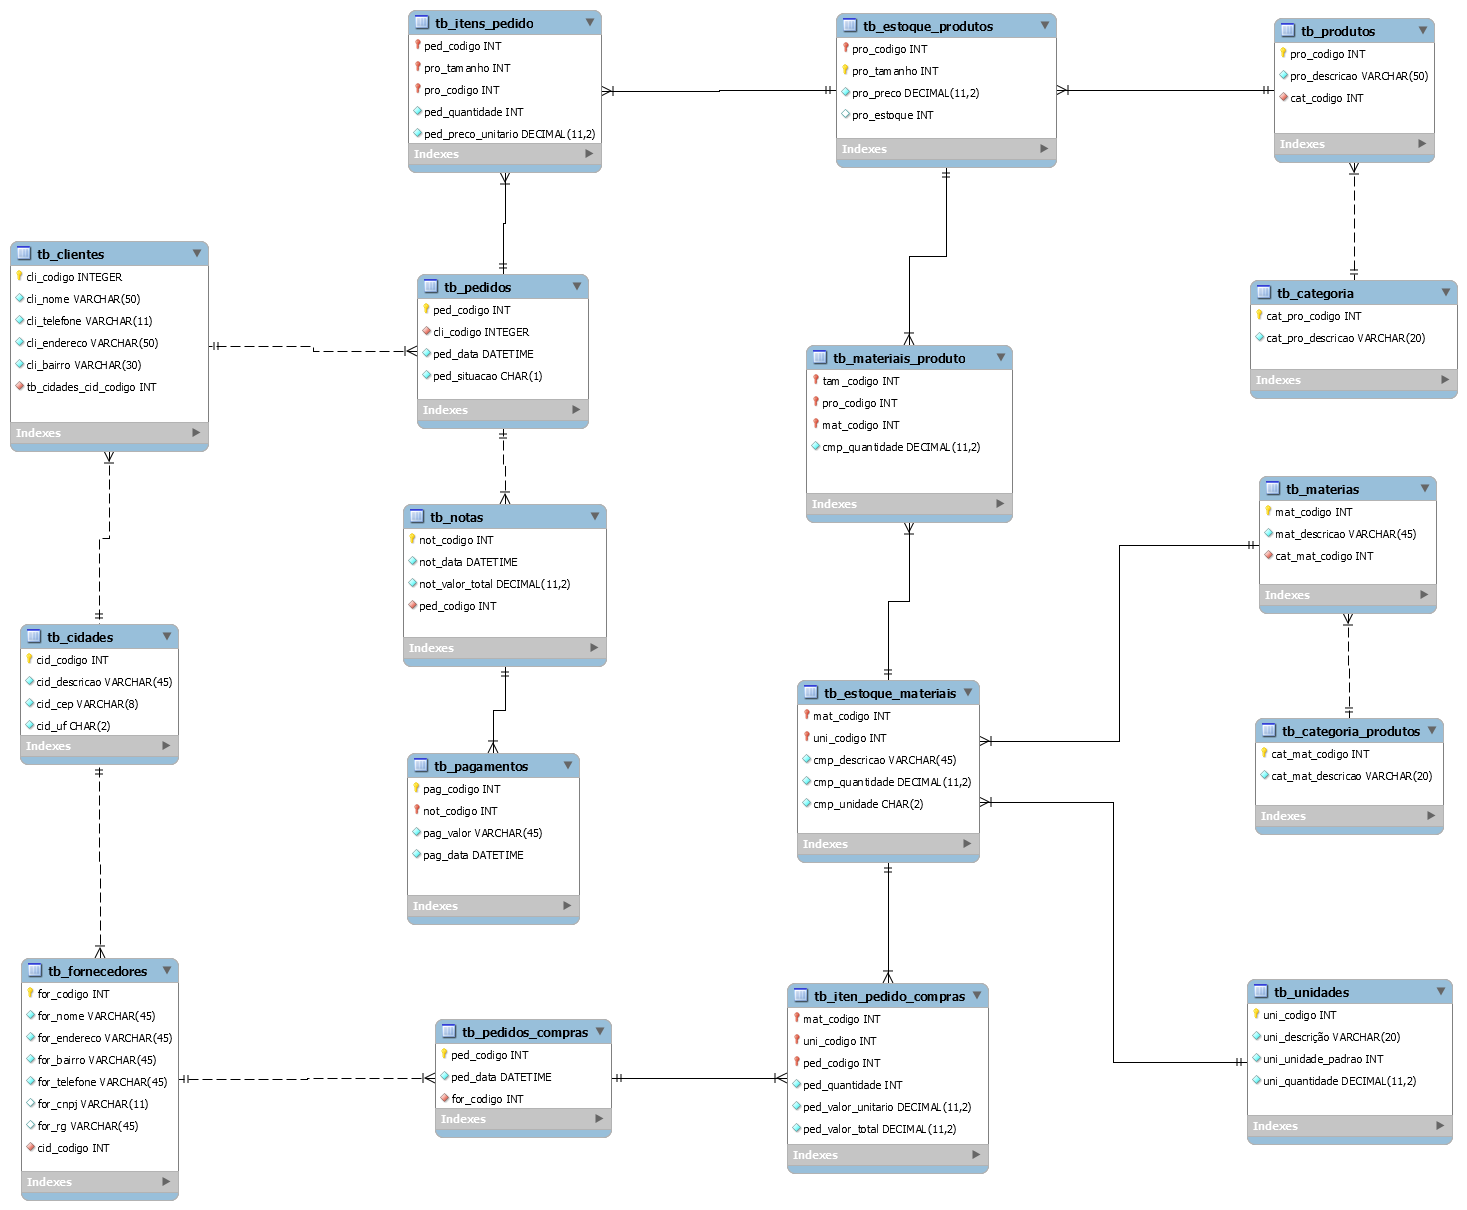 tb_itens_pedido
ped_codigo INT
pro_tamanho INT
pro_codigo INT
ped_quantidade INT
ped_preco_unitario DECIMAL(11,2)
Indexes
tb_estoque_produtos
pro_codigo INT
pro_tamanho INT
pro_preco DECIMAL(11,2)
pro_estoque INT
Indexes
tb_produtos
pro_codigo INT
pro_descricao VARCHAR(50)
cat_codigo INT
Indexes
tb_clientes
cli_codigo INTEGER
cli_nome VARCHAR(50)
cli_telefone VARCHAR(11)
cli_endereco VARCHAR(50)
cli_bairro VARCHAR(30)
tb_cidades_cid_codigo INT
Indexes
tb_pedidos
ped_codigo INT
cli_codigo INTEGER
ped_data DATETIME
ped_situacao CHAR(1)
Indexes
tb_categoria
cat_pro_codigo INT
cat_pro_descricao VARCHAR(20)
Indexes
tb_materiais_produto
tam_codigo INT
pro_codigo INT
mat_codigo INT
cmp_quantidade DECIMAL(11,2)
Indexes
tb_notas
not_codigo INT
not_data DATETIME
not_valor_total DECIMAL(11,2)
ped_codigo INT
Indexes
tb_materias
mat_codigo INT
mat_descricao VARCHAR(45)
cat_mat_codigo INT
Indexes
tb_cidades
cid_codigo INT
cid_descricao VARCHAR(45)
cid_cep VARCHAR(8)
cid_uf CHAR(2)
Indexes
tb_estoque_materiais
mat_codigo INT
uni_codigo INT
cmp_descricao VARCHAR(45)
cmp_quantidade DECIMAL(11,2)
cmp_unidade CHAR(2)
Indexes
tb_categoria_produtos
cat_mat_codigo INT
cat_mat_descricao VARCHAR(20)
Indexes
tb_pagamentos
pag_codigo INT
not_codigo INT
pag_valor VARCHAR(45)
pag_data DATETIME
Indexes
tb_fornecedores
for_codigo INT
for_nome VARCHAR(45)
for_endereco VARCHAR(45)
for_bairro VARCHAR(45)
for_telefone VARCHAR(45)
for_cnpj VARCHAR(11)
for_rg VARCHAR(45)
cid_codigo INT
Indexes
tb_pedidos_compras
ped_codigo INT
ped_data DATETIME
for_codigo INT
Indexes
tb_iten_pedido_compras
mat_codigo INT
uni_codigo INT
ped_codigo INT
ped_quantidade INT
ped_valor_unitario DECIMAL(11,2)
ped_valor_total DECIMAL(11,2)
Indexes
tb_unidades
uni_codigo INT
uni_descrição VARCHAR(20)
uni_unidade_padrao INT
uni_quantidade DECIMAL(11,2)
Indexes